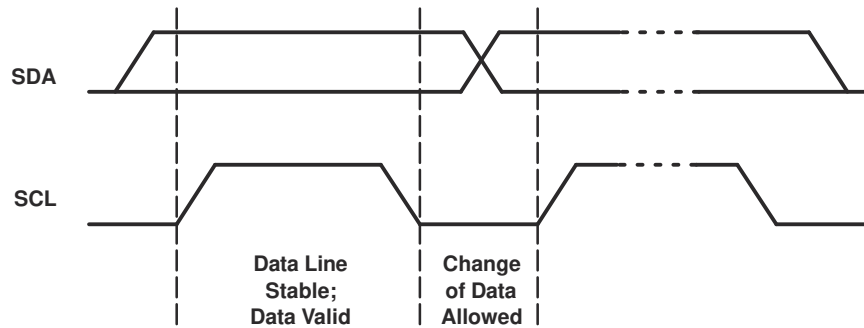 SDA
SCL
Data Line
Stable;
Data Valid
Change
of Data
Allowed